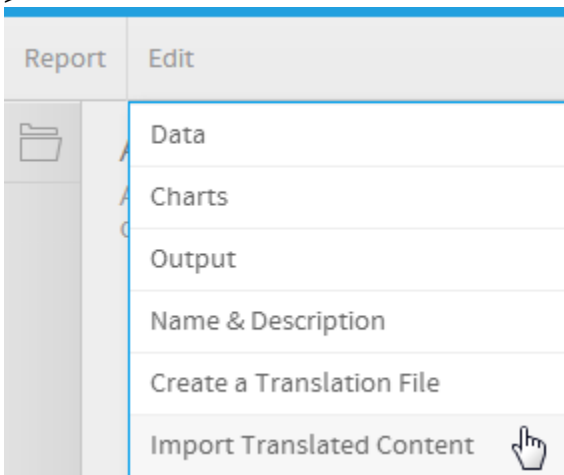 Report Edit
Data
Charts
Output
Name & Description
Create a Translation File
Import Translated Content